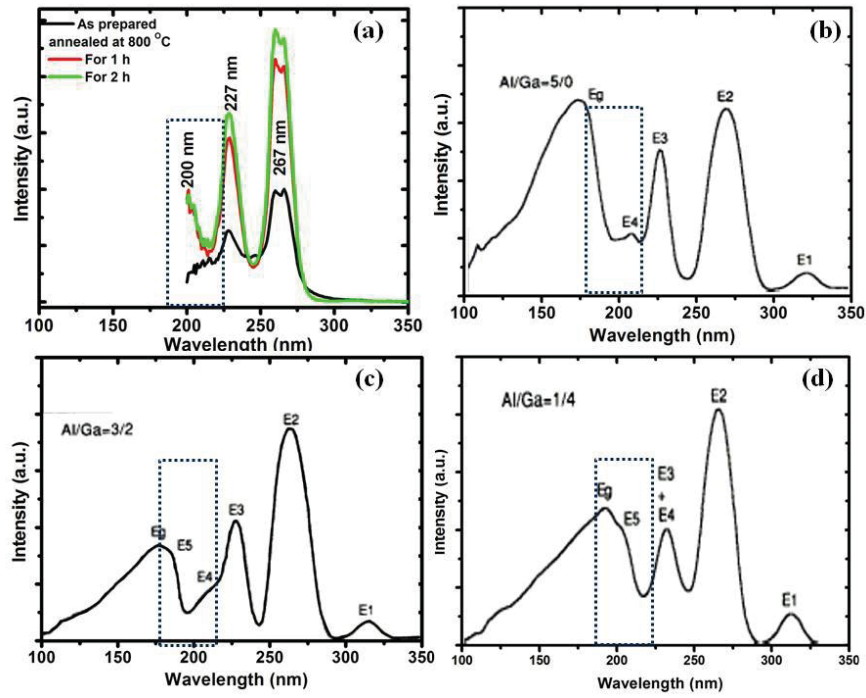 As prepared
annealed at 800 °C
For 1 h
For 2 h
(a)
200 nm
227 nm
267 nm
Intensity (a.u.)
100 150 200 250 300 350
Wavelength (nm)
(b)
Al/Ga=5/0
Eg
E4
E3
E2
E1
Intensity (a.u.)
100 150 200 250 300 350
Wavelength (nm)
(c)
Al/Ga=3/2
Eg
E5
E4
E3
E2
E1
Intensity (a.u.)
100 150 200 250 300 350
Wavelength (nm)
(d)
Al/Ga=1/4
Eg
E5
E3
+
E4
E2
E1
Intensity (a.u.)
100 150 200 250 300 350
Wavelength (nm)